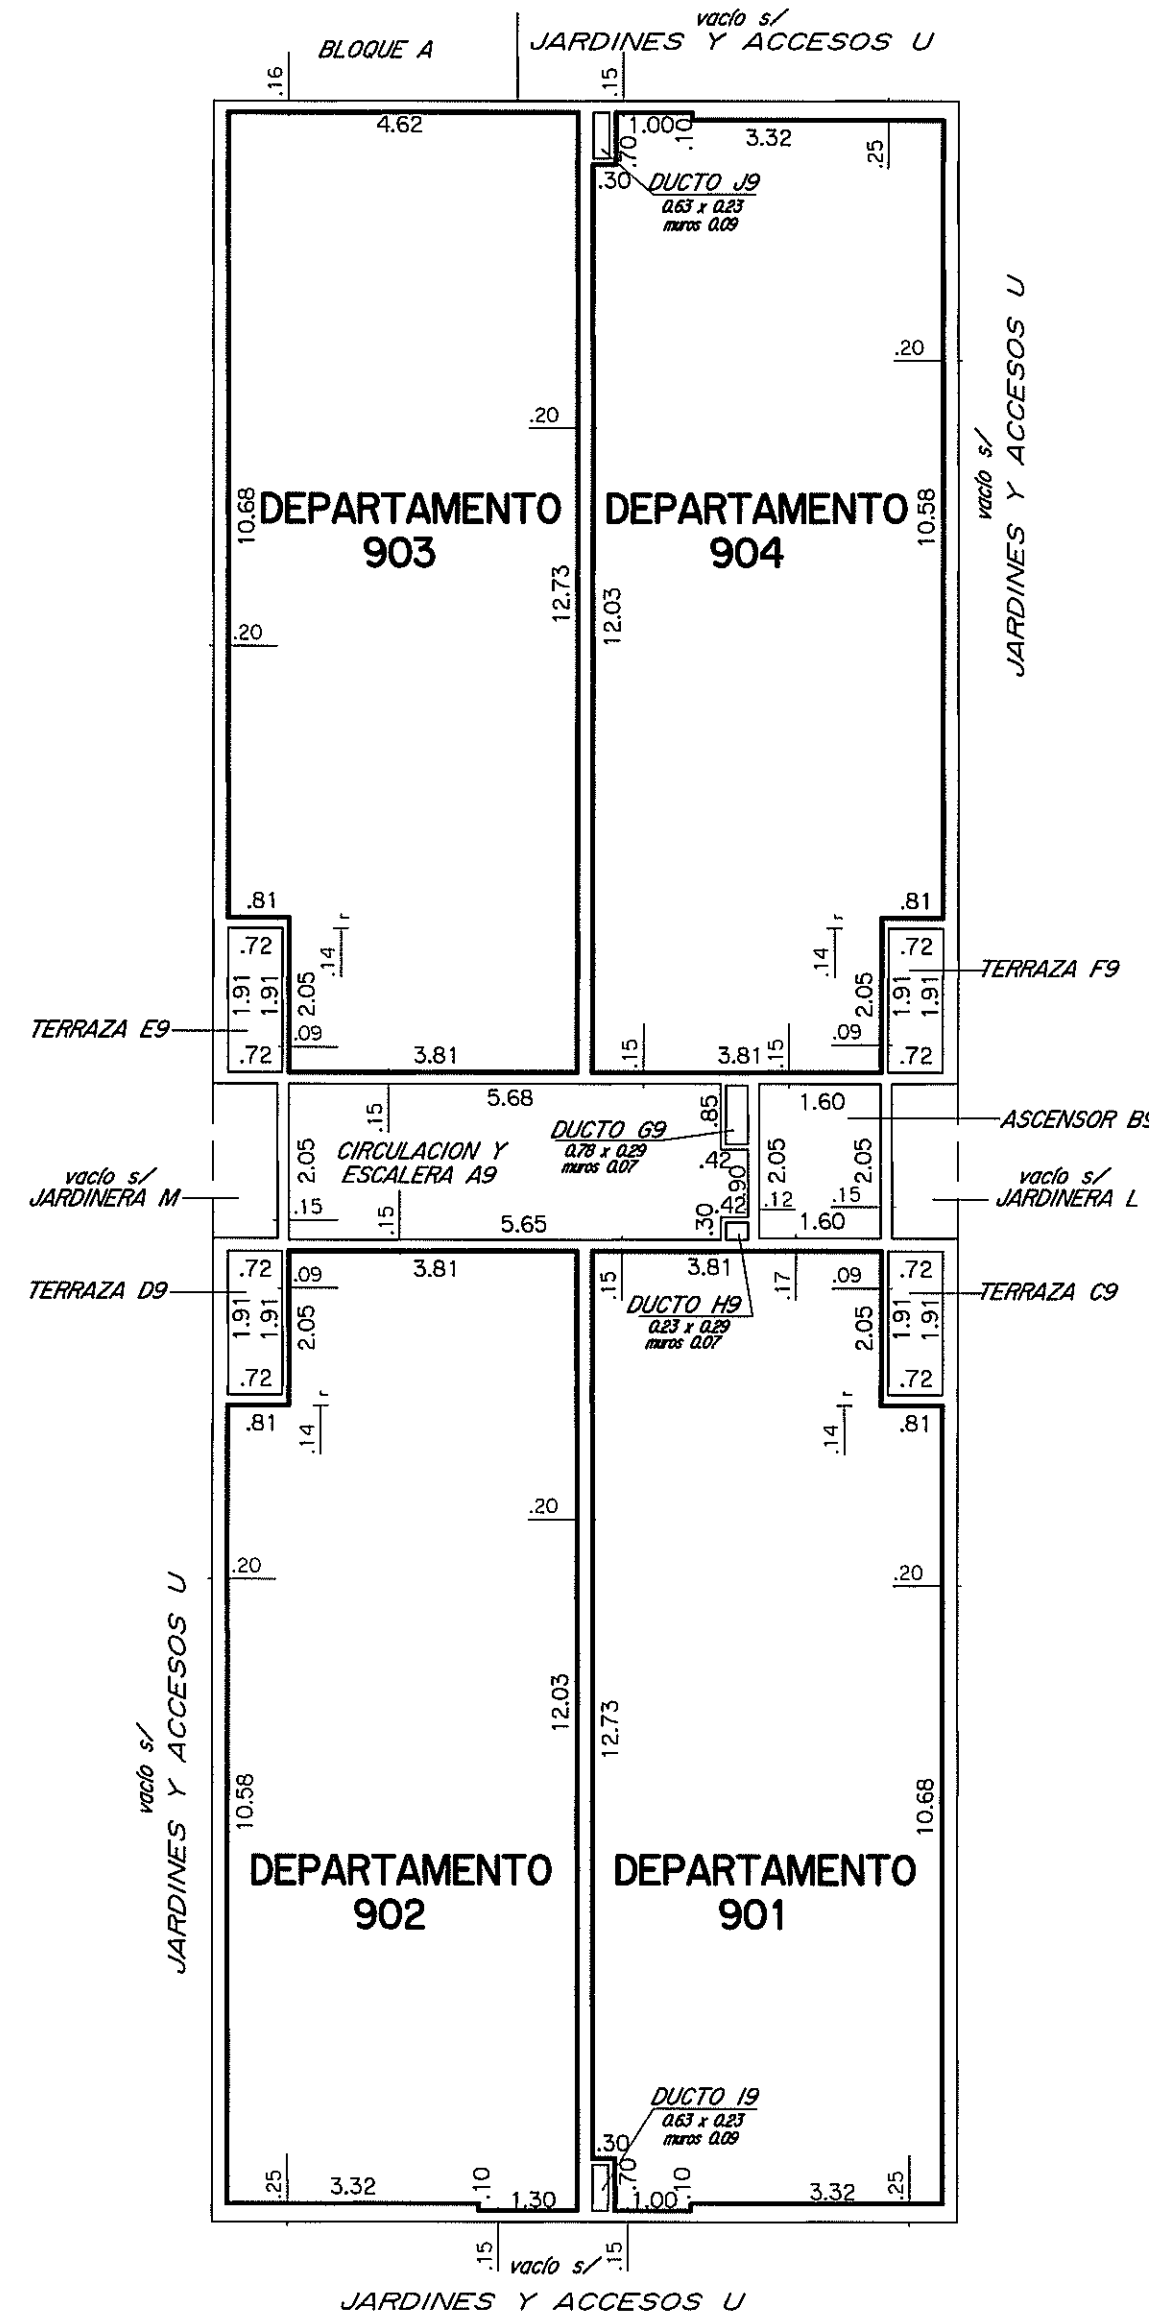 vacío s/
BLOQUE A
JARDINES Y ACCESOS U
.16
.15
4.62
1.00
.10
3.32
.70
.25
.30
DUCTO J9
0.63 x 0.23
muros 0.09
vacío s/
JARDINES Y ACCESOS U
.20
.20
10.68
DEPARTAMENTO
903
DEPARTAMENTO
904
10.58
12.73
12.03
.20
.81
.81
.72
.14 r
.14 r
.72
TERRAZA F9
1.91
1.91
2.05
2.05
1.91
1.91
TERRAZA E9
.09
.09
.72
3.81
.15
3.81
.15
.72
5.68
.85
1.60
ASCENSOR B9
.15
DUCTO G9
0.78 x 0.29
muros 0.07
CIRCULACION Y
ESCALERA A9
2.05
.42
.90
2.05
2.05
vacío s/
JARDINERA M
vacío s/
JARDINERA L
.15
.15
5.65
.30
.42
.12
.15
1.60
.72
.09
3.81
.15
3.81
.17
.09
.72
TERRAZA D9
TERRAZA C9
1.91
1.91
2.05
DUCTO H9
0.23 x 0.29
muros 0.07
2.05
1.91
1.91
.72
.72
.81
.14 r
.14 r
.81
.20
.20
.20
vacío s/
JARDINES Y ACCESOS U
12.03
12.73
10.58
10.68
DEPARTAMENTO
902
DEPARTAMENTO
901
DUCTO I9
0.63 x 0.23
muros 0.09
.30
.25
3.32
.10
1.30
.70
1.00
.10
3.32
.25
.15
vacío s/
.15
JARDINES Y ACCESOS U